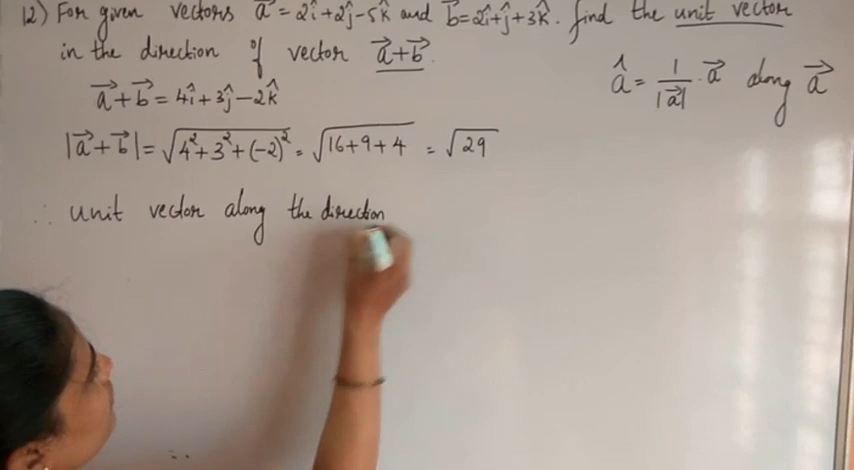 12) For given vectors a⃗ = 2î+2ĵ-5k̂ and b⃗=2î+ĵ+3k̂. find the unit vector
in the direction of vector a⃗+b⃗.
a⃗+b⃗ = 4î+3ĵ-2k̂
|a⃗+b⃗| = √(4²+3²+(-2)²) = √(16+9+4) = √29
∴ unit vector along the direction
â = 1/|a⃗| · a⃗ along a⃗